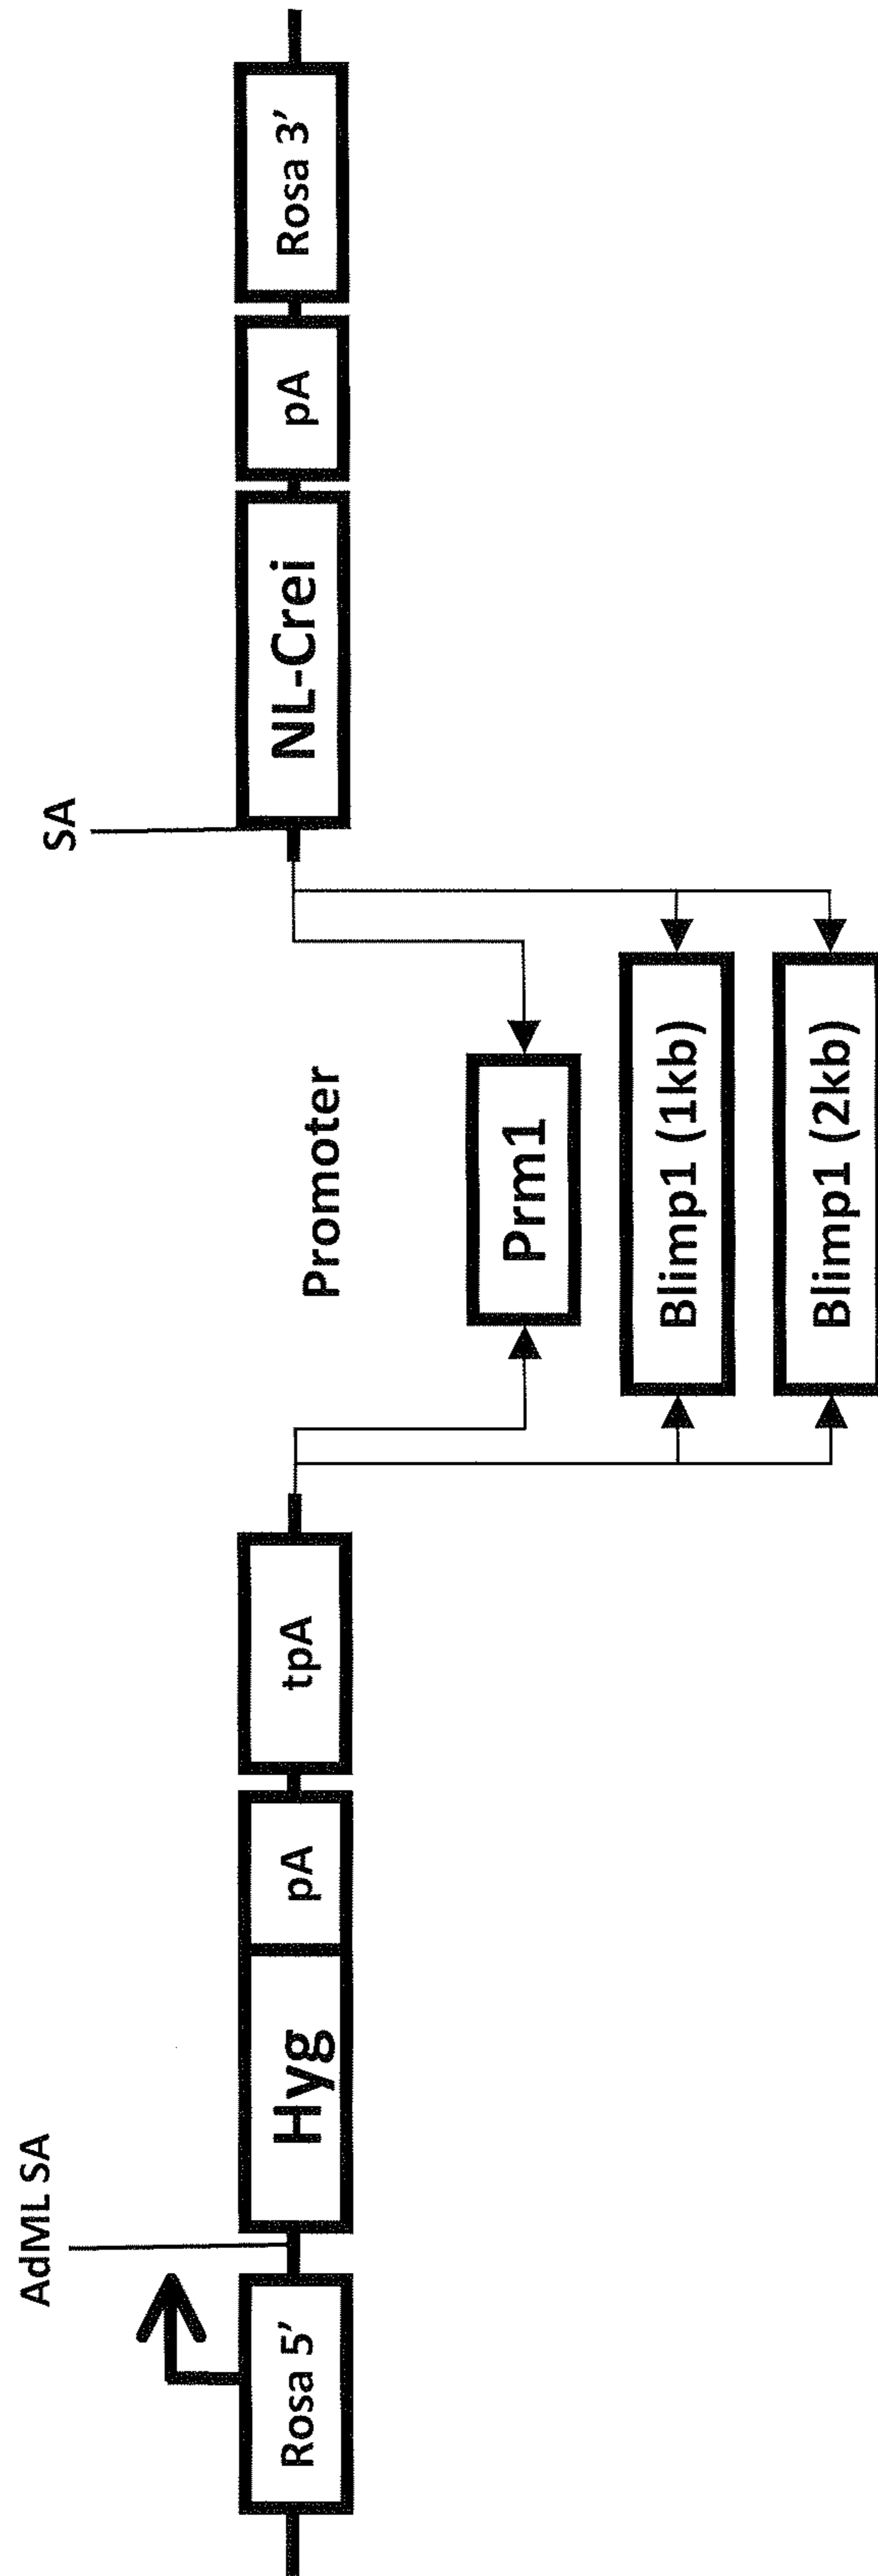 AdML SA
SA
Rosa 5’
Hyg
pA
tpA
Promoter
NL-Crei
pA
Rosa 3’
Prm1
Blimp1 (1kb)
Blimp1 (2kb)